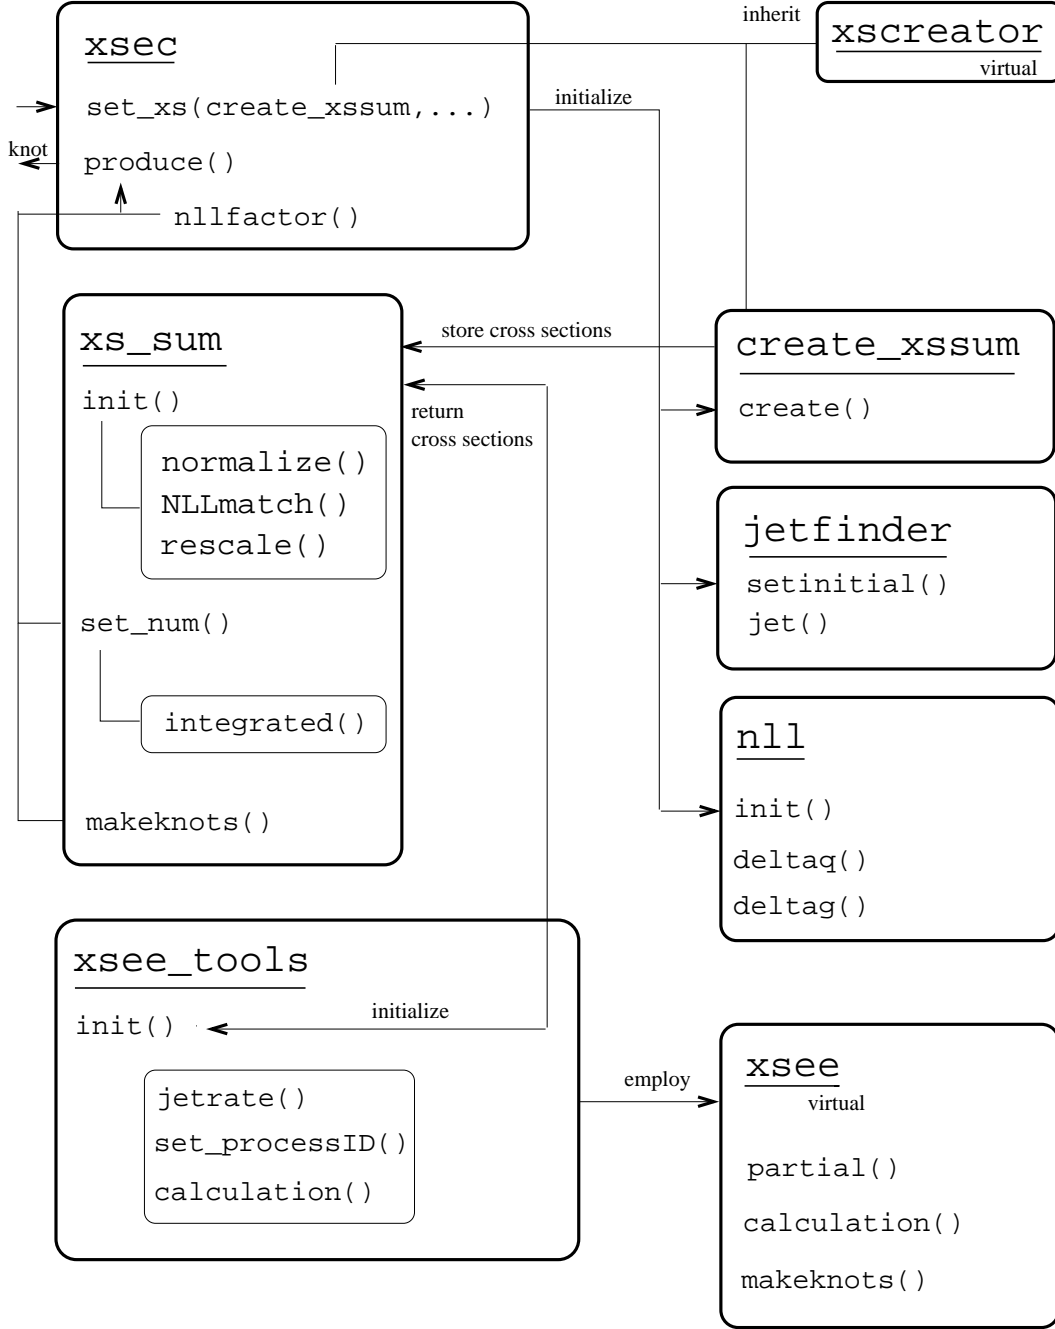 inherit
xscreator
virtual
xsec
set_xs(create_xssum,...)
initialize
knot
produce()
nllfactor()
xs_sum
store cross sections
create_xssum
init()
return
cross sections
create()
normalize()
NLLmatch()
rescale()
jetfinder
setinitial()
jet()
set_num()
integrated()
nll
init()
makeknots()
deltaq()
deltag()
xsee_tools
init()
initialize
xsee
virtual
employ
jetrate()
set_processID()
calculation()
partial()
calculation()
makeknots()